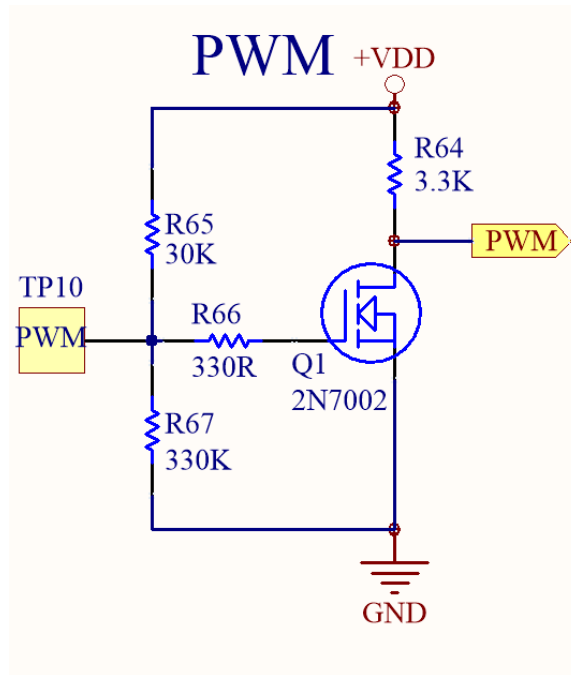 PWM
+VDD
R64
3.3K
R65
30K
PWM
TP10
PWM
R66
330R
Q1
2N7002
R67
330K
GND